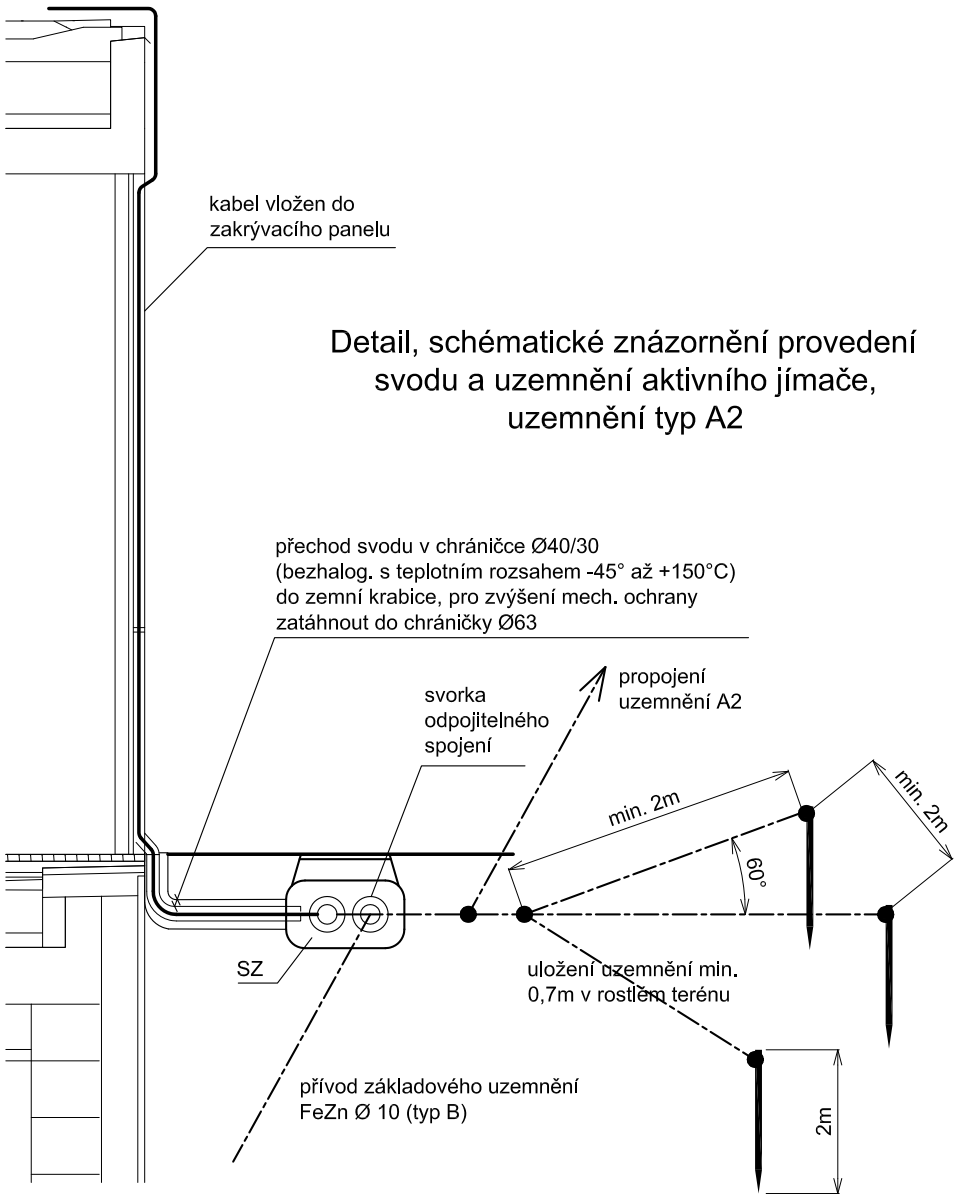 kabel vložen do
zakrývacího panelu
Detail, schématické znázornění provedení
svodu a uzemnění aktivního jímače,
uzemnění typ A2
přechod svodu v chráničce Ø40/30
(bezhalog. s teplotním rozsahem -45° až +150°C)
do zemní krabice, pro zvýšení mech. ochrany
zatáhnout do chráničky Ø63
propojení
uzemnění A2
svorka
odpojitelného
spojení
min. 2m
min. 2m
60°
SZ
uložení uzemnění min.
0,7m v rostlém terénu
přívod základového uzemnění
FeZn Ø 10 (typ B)
2m